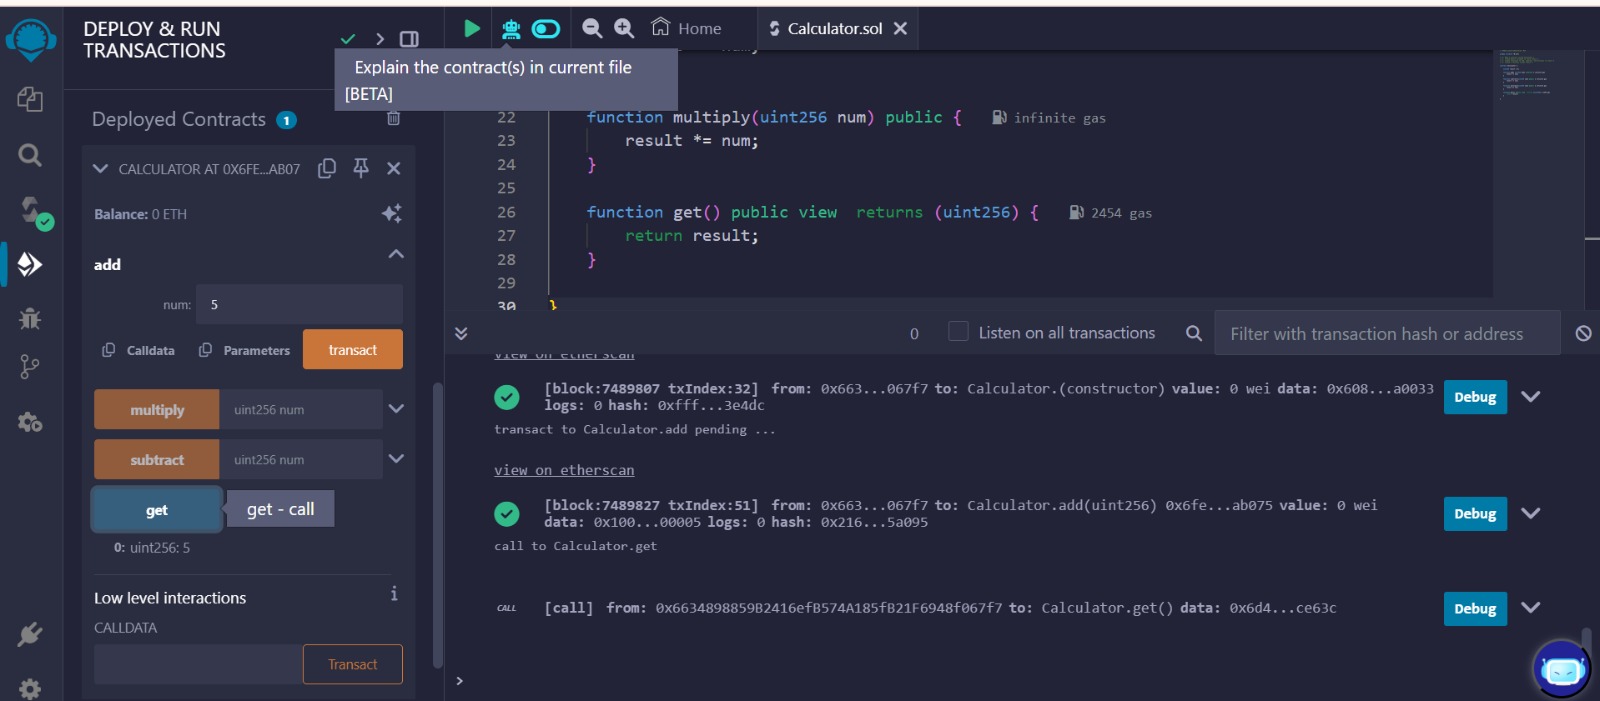 DEPLOY & RUN
TRANSACTIONS
Home
Calculator.sol
Explain the contract(s) in current file
[BETA]
Deployed Contracts 1
CALCULATOR AT 0X6FE...AB07
Balance: 0 ETH
add
num: 5
Calldata Parameters transact
multiply uint256 num
subtract uint256 num
get get - call
0: uint256: 5
Low level interactions i
CALLDATA
Transact
22 function multiply(uint256 num) public { infinite gas
23 result *= num;
24 }
25
26 function get() public view returns (uint256) { 2454 gas
27 return result;
28 }
29
30 }
0 Listen on all transactions Filter with transaction hash or address
view on etherscan
[block:7489807 txIndex:32] from: 0x663...067f7 to: Calculator.(constructor) value: 0 wei data: 0x608...a0033 Debug
logs: 0 hash: 0xfff...3e4dc
transact to Calculator.add pending ...
view on etherscan
[block:7489827 txIndex:51] from: 0x663...067f7 to: Calculator.add(uint256) 0x6fe...ab075 value: 0 wei Debug
data: 0x100...00005 logs: 0 hash: 0x216...5a095
call to Calculator.get
CALL [call] from: 0x6634898859B2416efB574A185fB21F6948f067f7 to: Calculator.get() data: 0x6d4...ce63c Debug
>